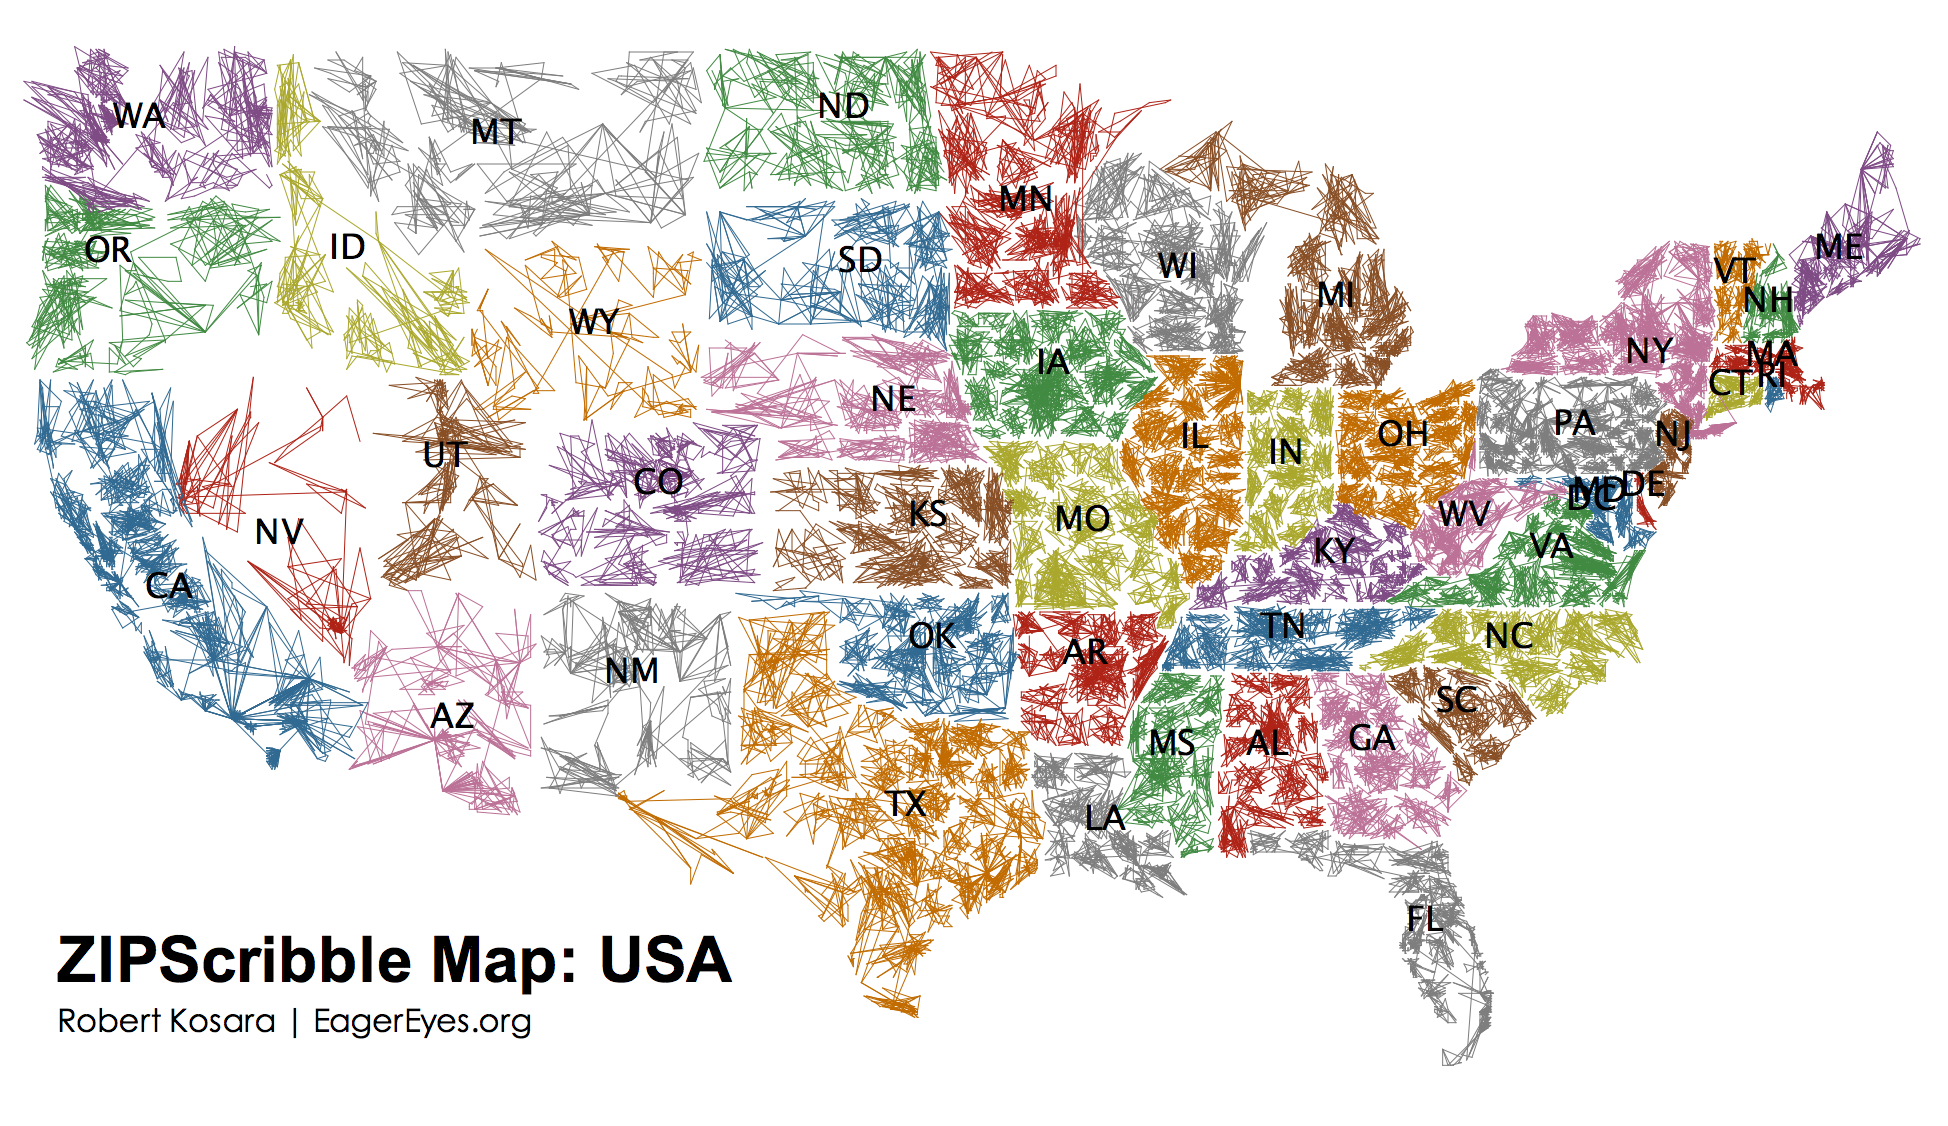 WA
MT
ND
MN
OR
ID
SD
WI
MI
WY
IA
NE
VT
ME
NH
NY
MA
CT
RI
UT
CO
NV
KS
MO
IL
IN
OH
PA
NJ
MD
DE
DC
WV
VA
KY
CA
AZ
NM
OK
AR
TN
NC
SC
TX
LA
MS
AL
GA
FL
ZIPScribble Map: USA
Robert Kosara | EagerEyes.org